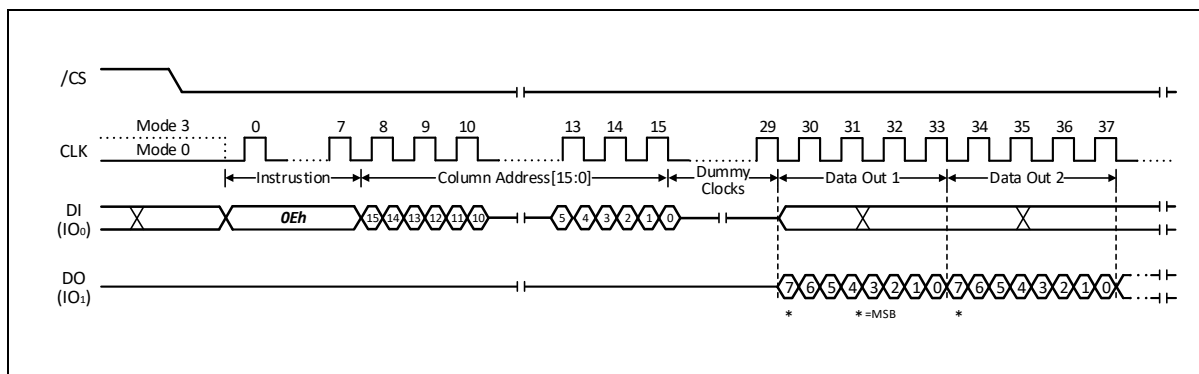 /CS
Mode 3
0 7 8 9 10 13 14 15 29 30 31 32 33 34 35 36 37
CLK
Mode 0
Instrustion Column Address[15:0] Dummy Clocks Data Out 1 Data Out 2
DI
(IO₀)
0Eh 15 14 13 12 11 10 5 4 3 2 1 0
DO
(IO₁)
7 6 5 4 3 2 1 0 7 6 5 4 3 2 1 0
* *=MSB *